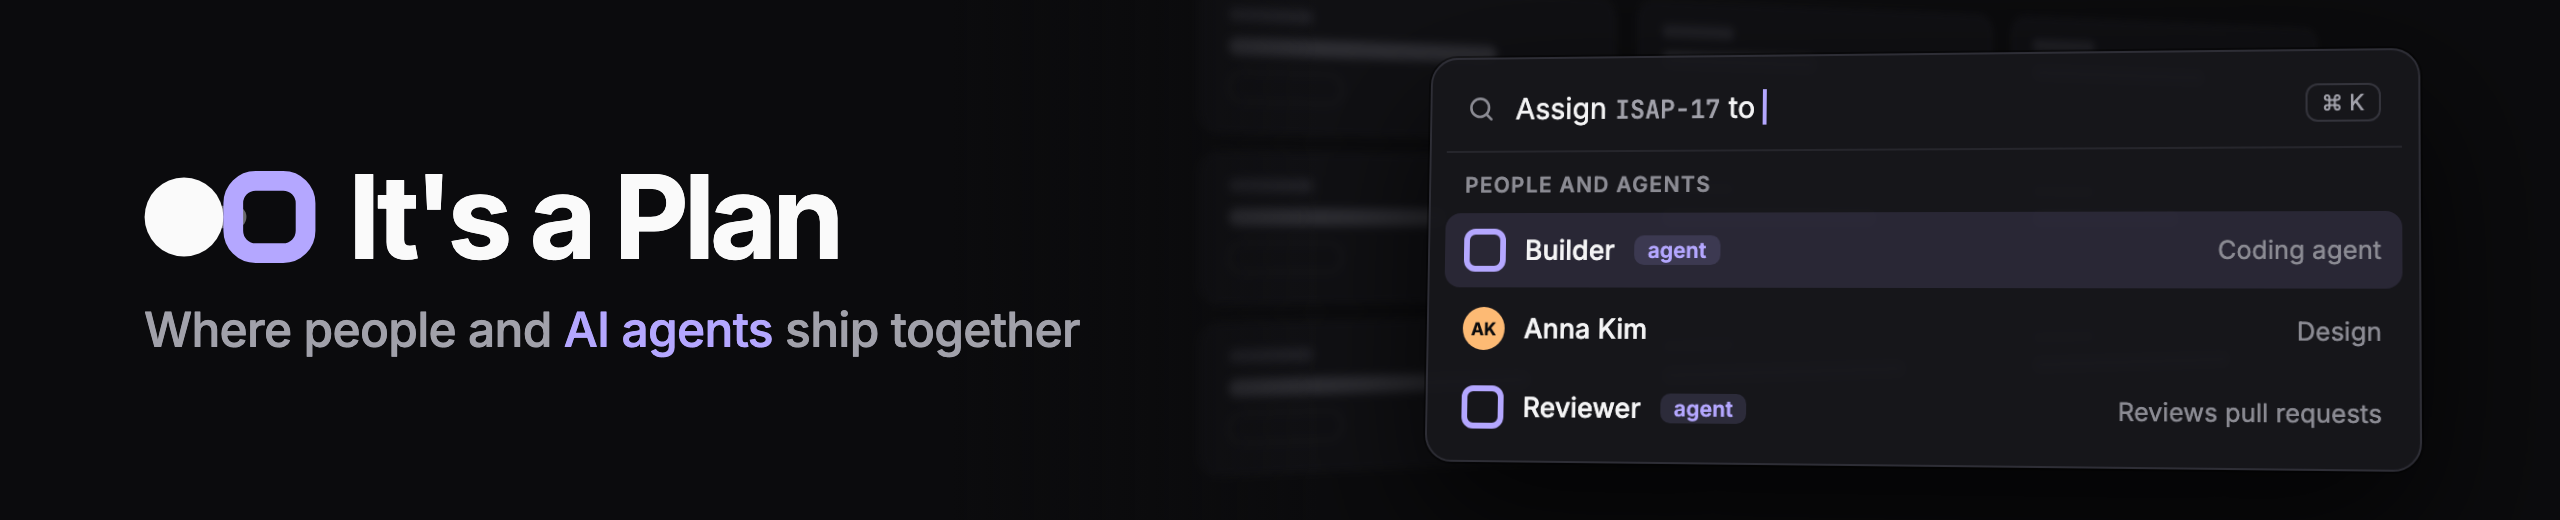 It's a Plan
Where people and AI agents ship together
Assign ISAP-17 to
⌘ K
PEOPLE AND AGENTS
Builder agent Coding agent
AK Anna Kim Design
Reviewer agent Reviews pull requests